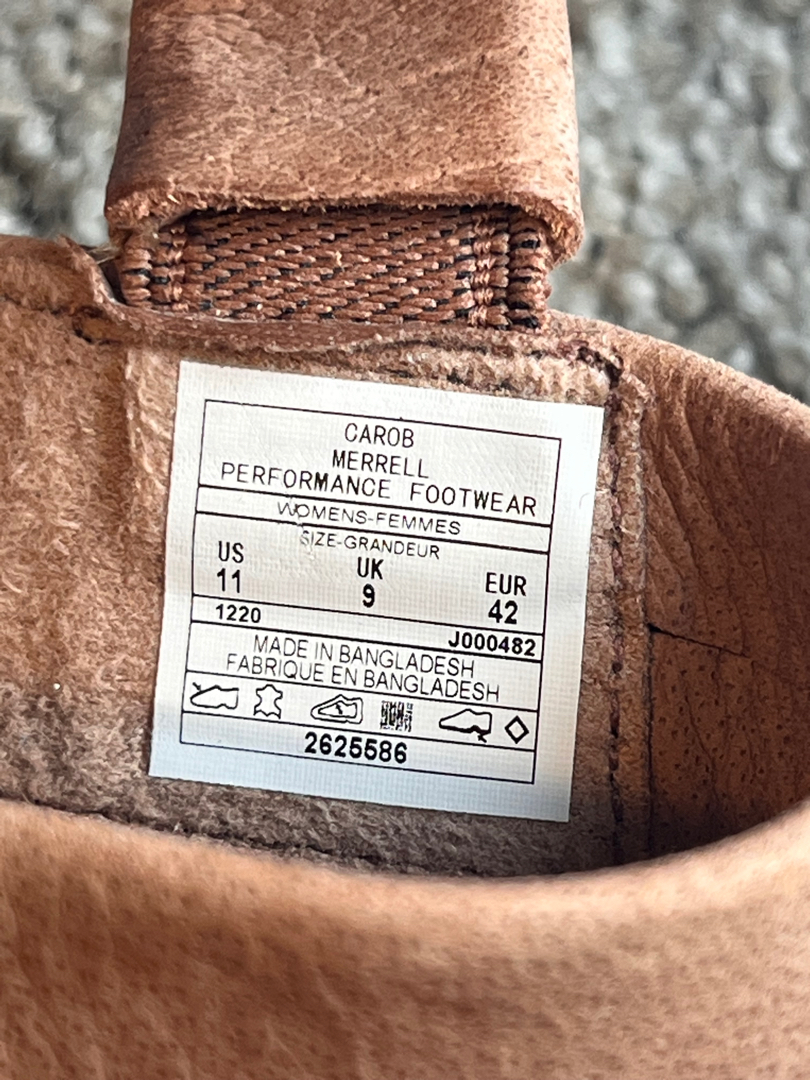 CAROB
MERRELL
PERFORMANCE FOOTWEAR
WOMENS-FEMMES
SIZE-GRANDEUR
US UK EUR
11 9 42
1220 J000482
MADE IN BANGLADESH
FABRIQUE EN BANGLADESH
2625586